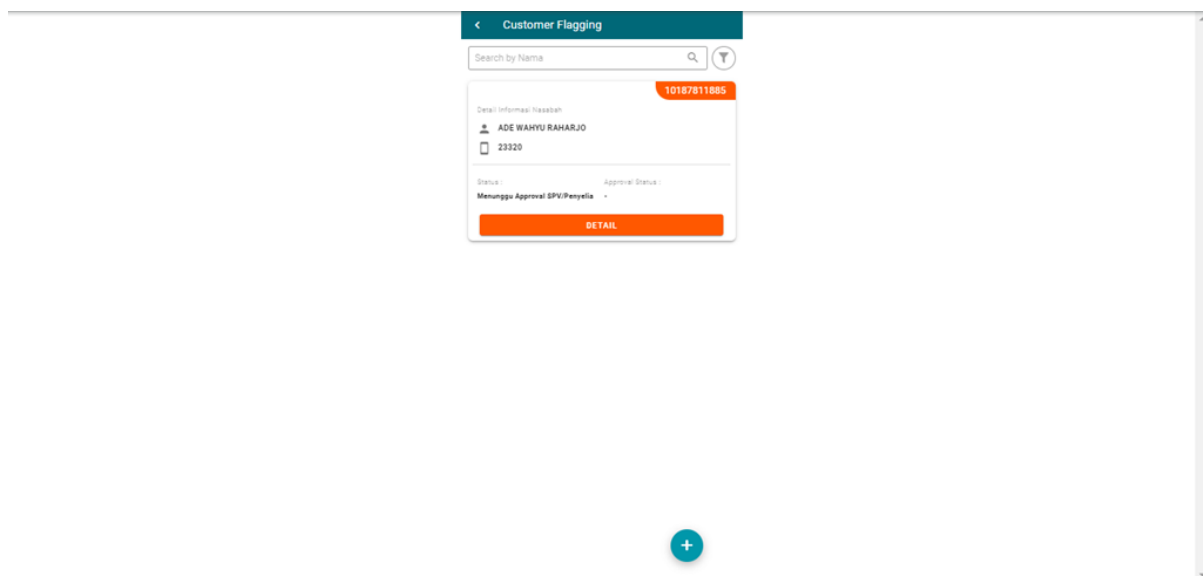 Customer Flagging
Search by Nama
10187811885
Detail Informasi Nasabah
ADE WAHYU RAHARJO
23320
Status : Approval Status :
Menunggu Approval SPV/Penyelia -
DETAIL
+